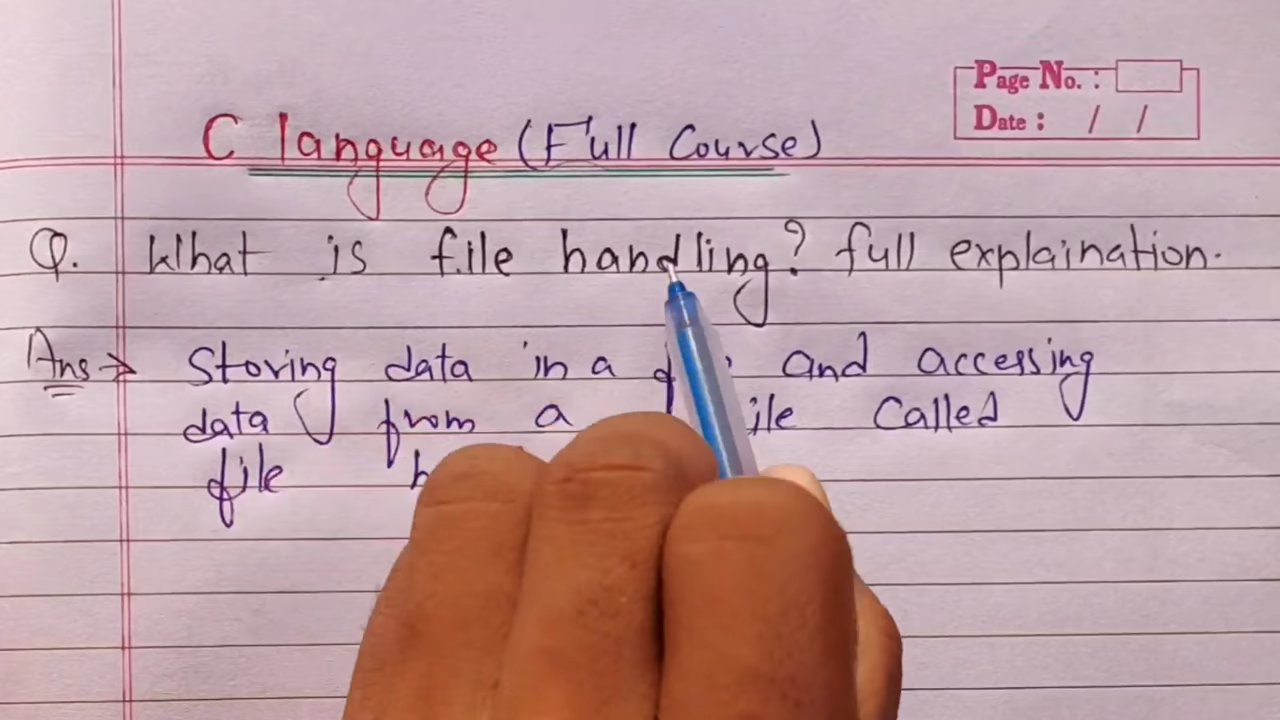 Page No. :
Date : / /
C language (Full Course)
Q. What is file handling? full explaination.
Ans → Storing data in a and accessing
data from a called
file